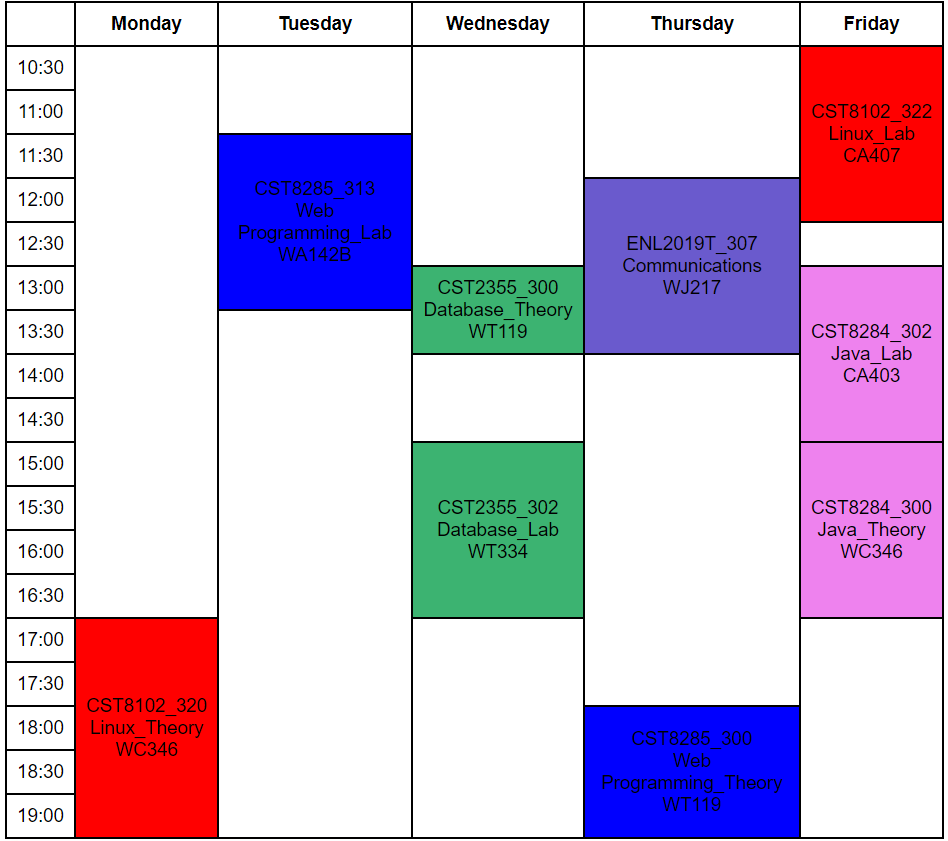 Monday Tuesday Wednesday Thursday Friday
10:30
11:00
CST8102_322
Linux_Lab
CA407
11:30
12:00
CST8285_313
Web
Programming_Lab
WA142B
12:30
ENL2019T_307
Communications
WJ217
13:00
CST2355_300
Database_Theory
WT119
13:30
CST8284_302
Java_Lab
CA403
14:00
14:30
15:00
15:30
CST2355_302
Database_Lab
WT334
CST8284_300
Java_Theory
WC346
16:00
16:30
17:00
17:30
CST8102_320
Linux_Theory
WC346
18:00
CST8285_300
Web
Programming_Theory
WT119
18:30
19:00